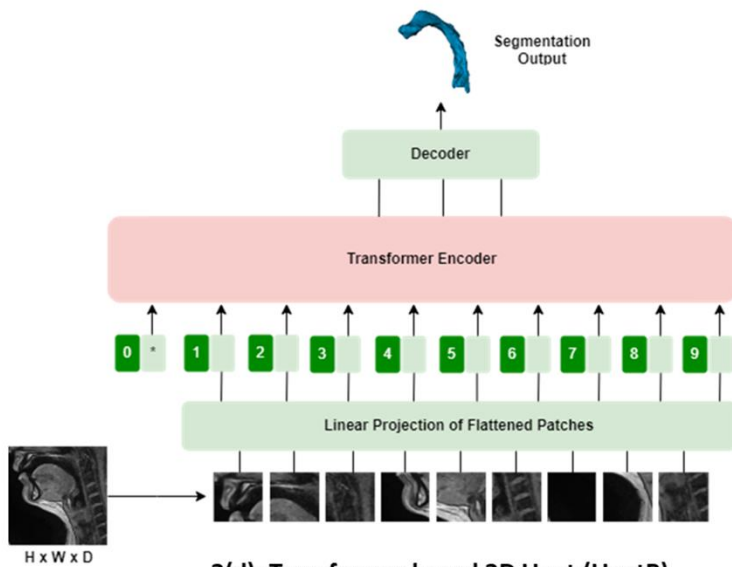 Segmentation
Output
Decoder
Transformer Encoder
0 * 1 2 3 4 5 6 7 8 9
Linear Projection of Flattened Patches
H x W x D